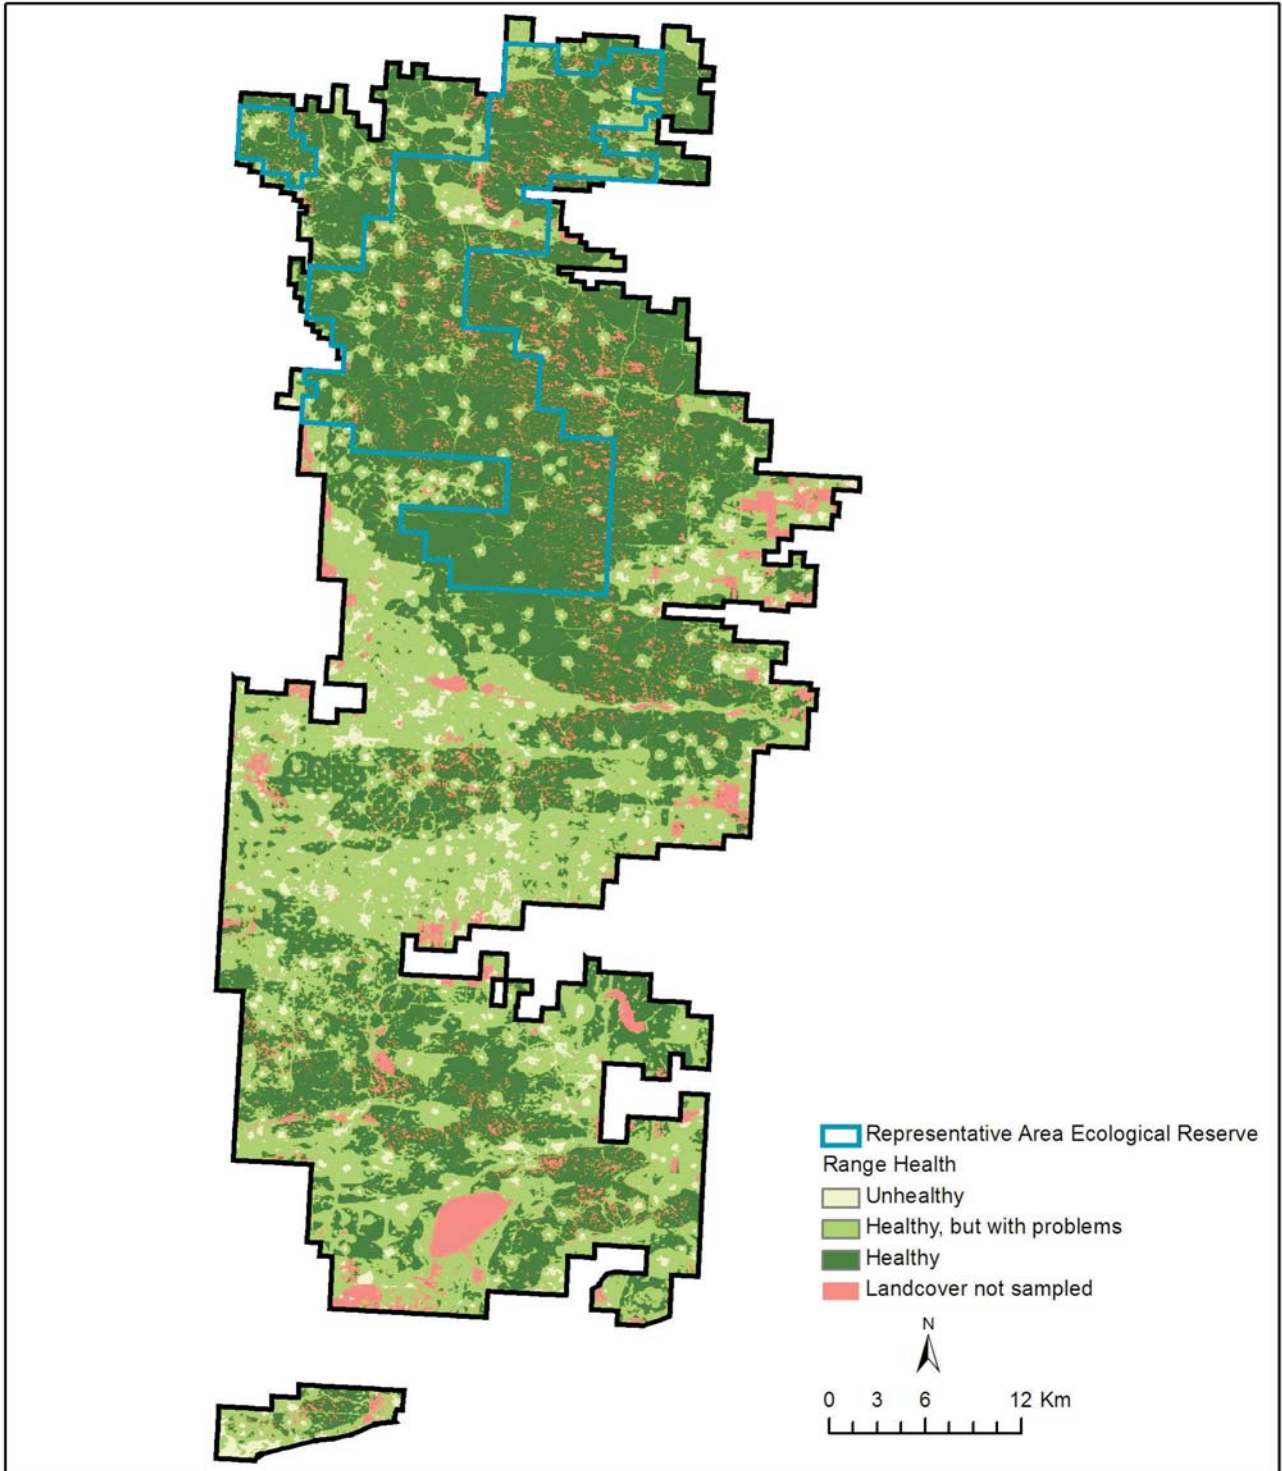 Representative Area Ecological Reserve
Range Health
Unhealthy
Healthy, but with problems
Healthy
Landcover not sampled
N
0 3 6 12 Km